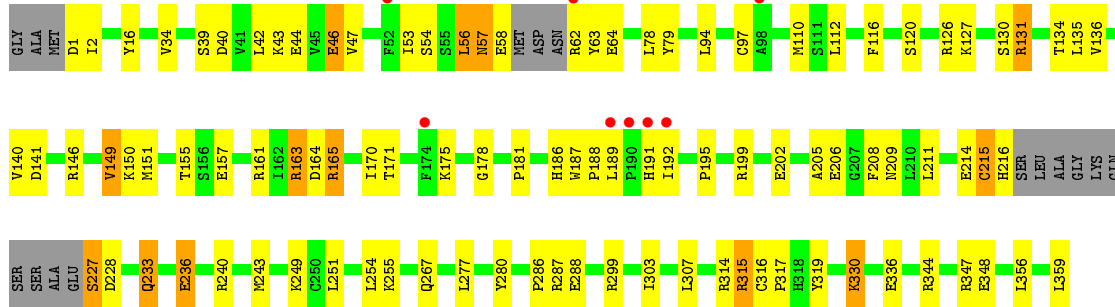 GLY ALA MET D1 I2 Y16 V34 S39 D40 V41 L42 K43 E44 V45 E46 V47 F52 I53 S54 S55 L56 N57 E58 MET ASP ASN R62 Y63 E64 L78 Y79 L94 G97 A98 M110 S111 L112 F116 S120 R126 K127 S130 R131 T134 L135 V136
V140 D141 R146 V149 K150 M151 T155 S156 E157 R161 I162 R163 D164 R165 I170 T171 F174 K175 G178 P181 H186 W187 P188 L189 P190 H191 I192 P195 R199 E202 A205 E206 G207 F208 N209 L210 L211 E214 C215 H216 SER LEU ALA GLY LYS GLN
SER SER ALA GLU S227 D228 Q233 E236 R240 M243 K249 C250 L251 L254 K255 Q267 L277 Y280 P286 R287 E288 R299 I303 L307 R314 R315 C316 P317 H318 Y319 K330 E336 R344 R347 E348 L356 L359